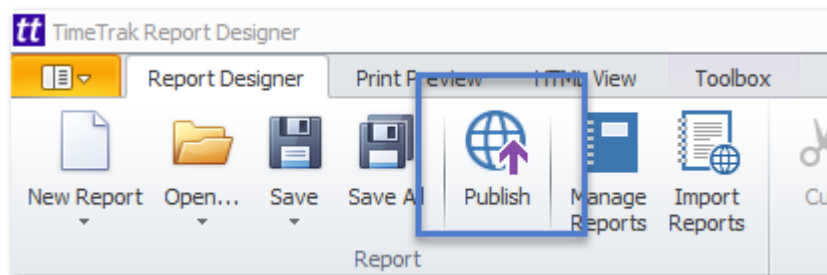 tt TimeTrak Report Designer
Report Designer Print Preview HTML View Toolbox
New Report Open... Save Save All Publish Manage Reports Import Reports
Report